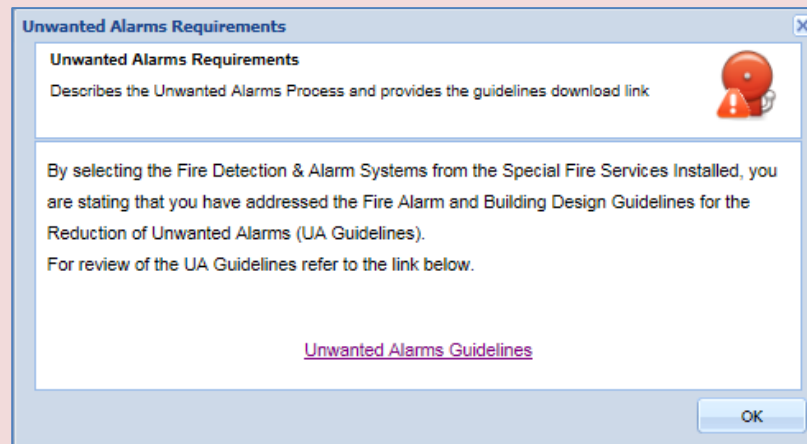 Unwanted Alarms Requirements
Unwanted Alarms Requirements
Describes the Unwanted Alarms Process and provides the guidelines download link
By selecting the Fire Detection & Alarm Systems from the Special Fire Services Installed, you
are stating that you have addressed the Fire Alarm and Building Design Guidelines for the
Reduction of Unwanted Alarms (UA Guidelines).
For review of the UA Guidelines refer to the link below.
Unwanted Alarms Guidelines
OK